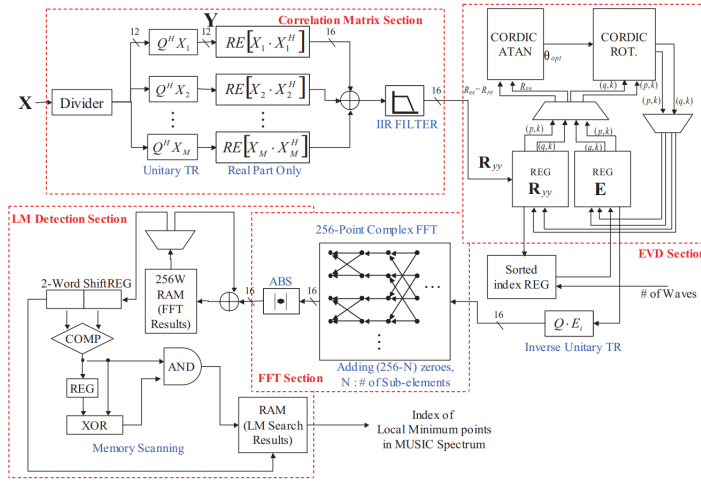 Correlation Matrix Section
X
Divider
12
Q^H X_1
12
Y
RE[X_1 · X_1^H]
16
Q^H X_2
RE[X_2 · X_2^H]
Q^H X_M
RE[X_M · X_M^H]
Unitary TR
Real Part Only
IIR FILTER
16
R_yy
CORDIC
ATAN
θ_opt
CORDIC
ROT.
R_qq−R_pp
R_pq
(q,k)
(p,k)
(p,k)
(q,k)
(p,k)
(q,k)
(p,k)
(q,k)
REG
R_yy
REG
E
EVD Section
Sorted
index REG
# of Waves
Q · E_i
16
Inverse Unitary TR
256-Point Complex FFT
Adding (256-N) zeroes,
N : # of Sub-elements
FFT Section
16
ABS
|•|
16
LM Detection Section
256W
RAM
(FFT
Results)
2-Word ShiftREG
COMP
REG
XOR
AND
Memory Scanning
RAM
(LM Search
Results)
Index of
Local Minimum points
in MUSIC Spectrum